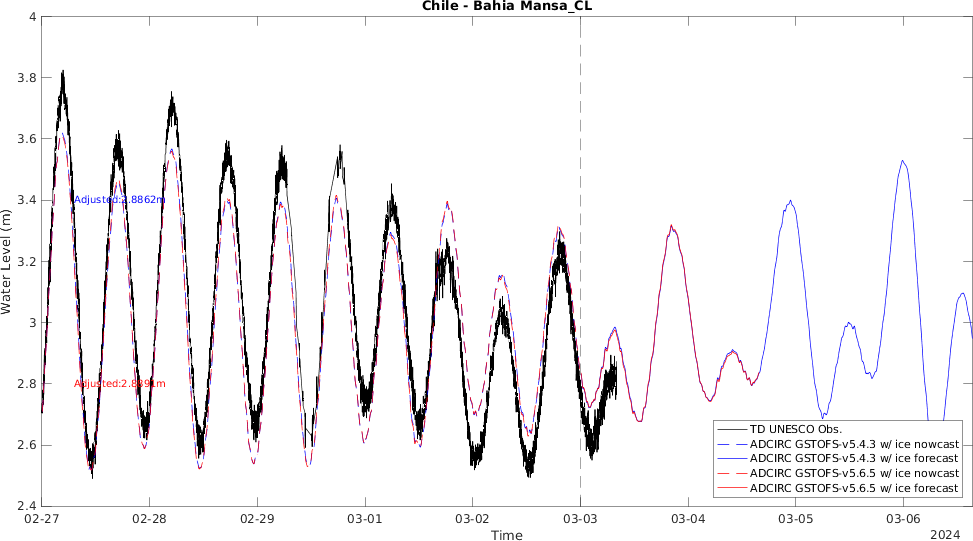 Chile - Bahia Mansa_CL
4
3.8
3.6
3.4
3.2
3
2.8
2.6
2.4
Water Level (m)
Adjusted:2.8862m
Adjusted:2.8391m
TD UNESCO Obs.
ADCIRC GSTOFS-v5.4.3 w/ ice nowcast
ADCIRC GSTOFS-v5.4.3 w/ ice forecast
ADCIRC GSTOFS-v5.6.5 w/ ice nowcast
ADCIRC GSTOFS-v5.6.5 w/ ice forecast
02-27 02-28 02-29 03-01 03-02 03-03 03-04 03-05 03-06
Time
2024